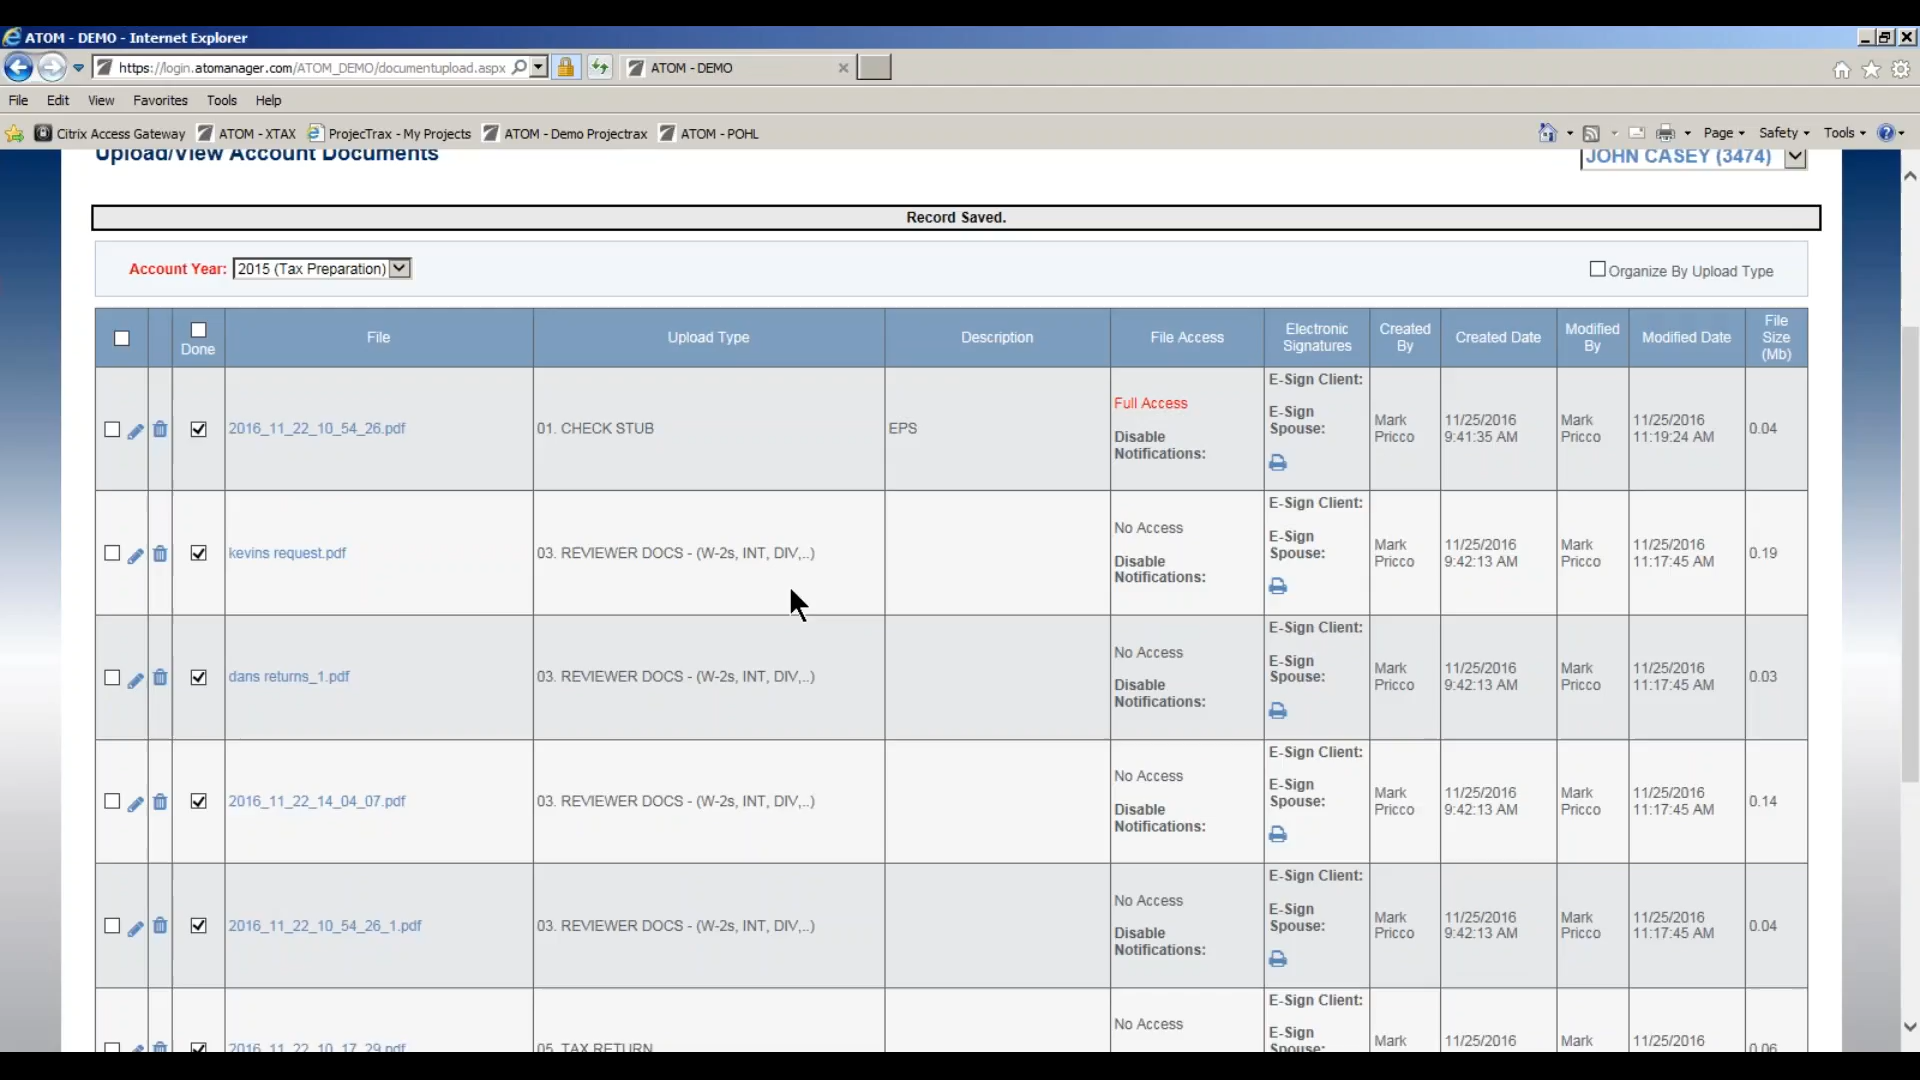 ATOM - DEMO - Internet Explorer
https://login.atomanager.com/ATOM_DEMO/documentupload.aspx
ATOM - DEMO
File Edit View Favorites Tools Help
Citrix Access Gateway ATOM - XTAX ProjecTrax - My Projects ATOM - Demo Projectrax ATOM - POHL Page Safety Tools
Upload/View Account Documents
JOHN CASEY (3474)
Record Saved.
Account Year: 2015 (Tax Preparation)
Organize By Upload Type
Done
File
Upload Type
Description
File Access
Electronic
Signatures
Created
By
Created Date
Modified
By
Modified Date
File
Size
(Mb)
2016_11_22_10_54_26.pdf
01. CHECK STUB
EPS
Full Access
Disable
Notifications:
E-Sign Client:
E-Sign
Spouse:
Mark
Pricco
11/25/2016
9:41:35 AM
Mark
Pricco
11/25/2016
11:19:24 AM
0.04
kevins request.pdf
03. REVIEWER DOCS - (W-2s, INT, DIV,..)
No Access
Disable
Notifications:
E-Sign Client:
E-Sign
Spouse:
Mark
Pricco
11/25/2016
9:42:13 AM
Mark
Pricco
11/25/2016
11:17:45 AM
0.19
dans returns_1.pdf
03. REVIEWER DOCS - (W-2s, INT, DIV,..)
No Access
Disable
Notifications:
E-Sign Client:
E-Sign
Spouse:
Mark
Pricco
11/25/2016
9:42:13 AM
Mark
Pricco
11/25/2016
11:17:45 AM
0.03
2016_11_22_14_04_07.pdf
03. REVIEWER DOCS - (W-2s, INT, DIV,..)
No Access
Disable
Notifications:
E-Sign Client:
E-Sign
Spouse:
Mark
Pricco
11/25/2016
9:42:13 AM
Mark
Pricco
11/25/2016
11:17:45 AM
0.14
2016_11_22_10_54_26_1.pdf
03. REVIEWER DOCS - (W-2s, INT, DIV,..)
No Access
Disable
Notifications:
E-Sign Client:
E-Sign
Spouse:
Mark
Pricco
11/25/2016
9:42:13 AM
Mark
Pricco
11/25/2016
11:17:45 AM
0.04
2016_11_22_10_17_29.pdf
05. TAX RETURN
No Access
E-Sign Client:
E-Sign
Spouse:
Mark
11/25/2016
Mark
11/25/2016
0.06